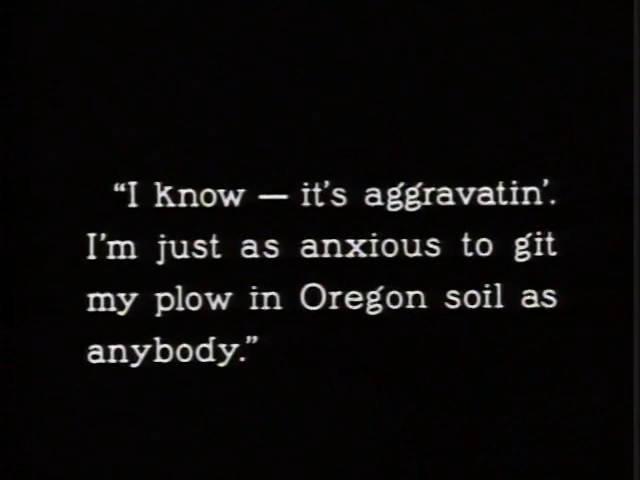 “I know — it's aggravatin'.
I'm just as anxious to git
my plow in Oregon soil as
anybody.”